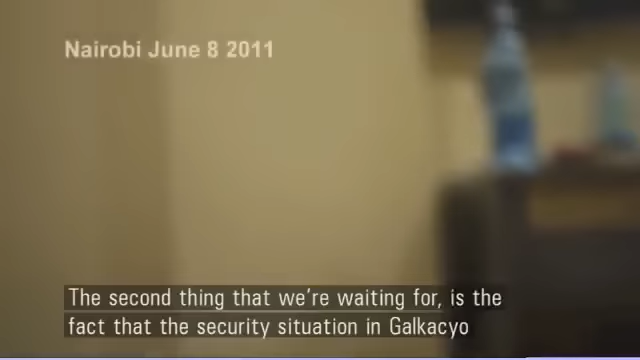 Nairobi June 8 2011
The second thing that we're waiting for, is the
fact that the security situation in Galkacyo